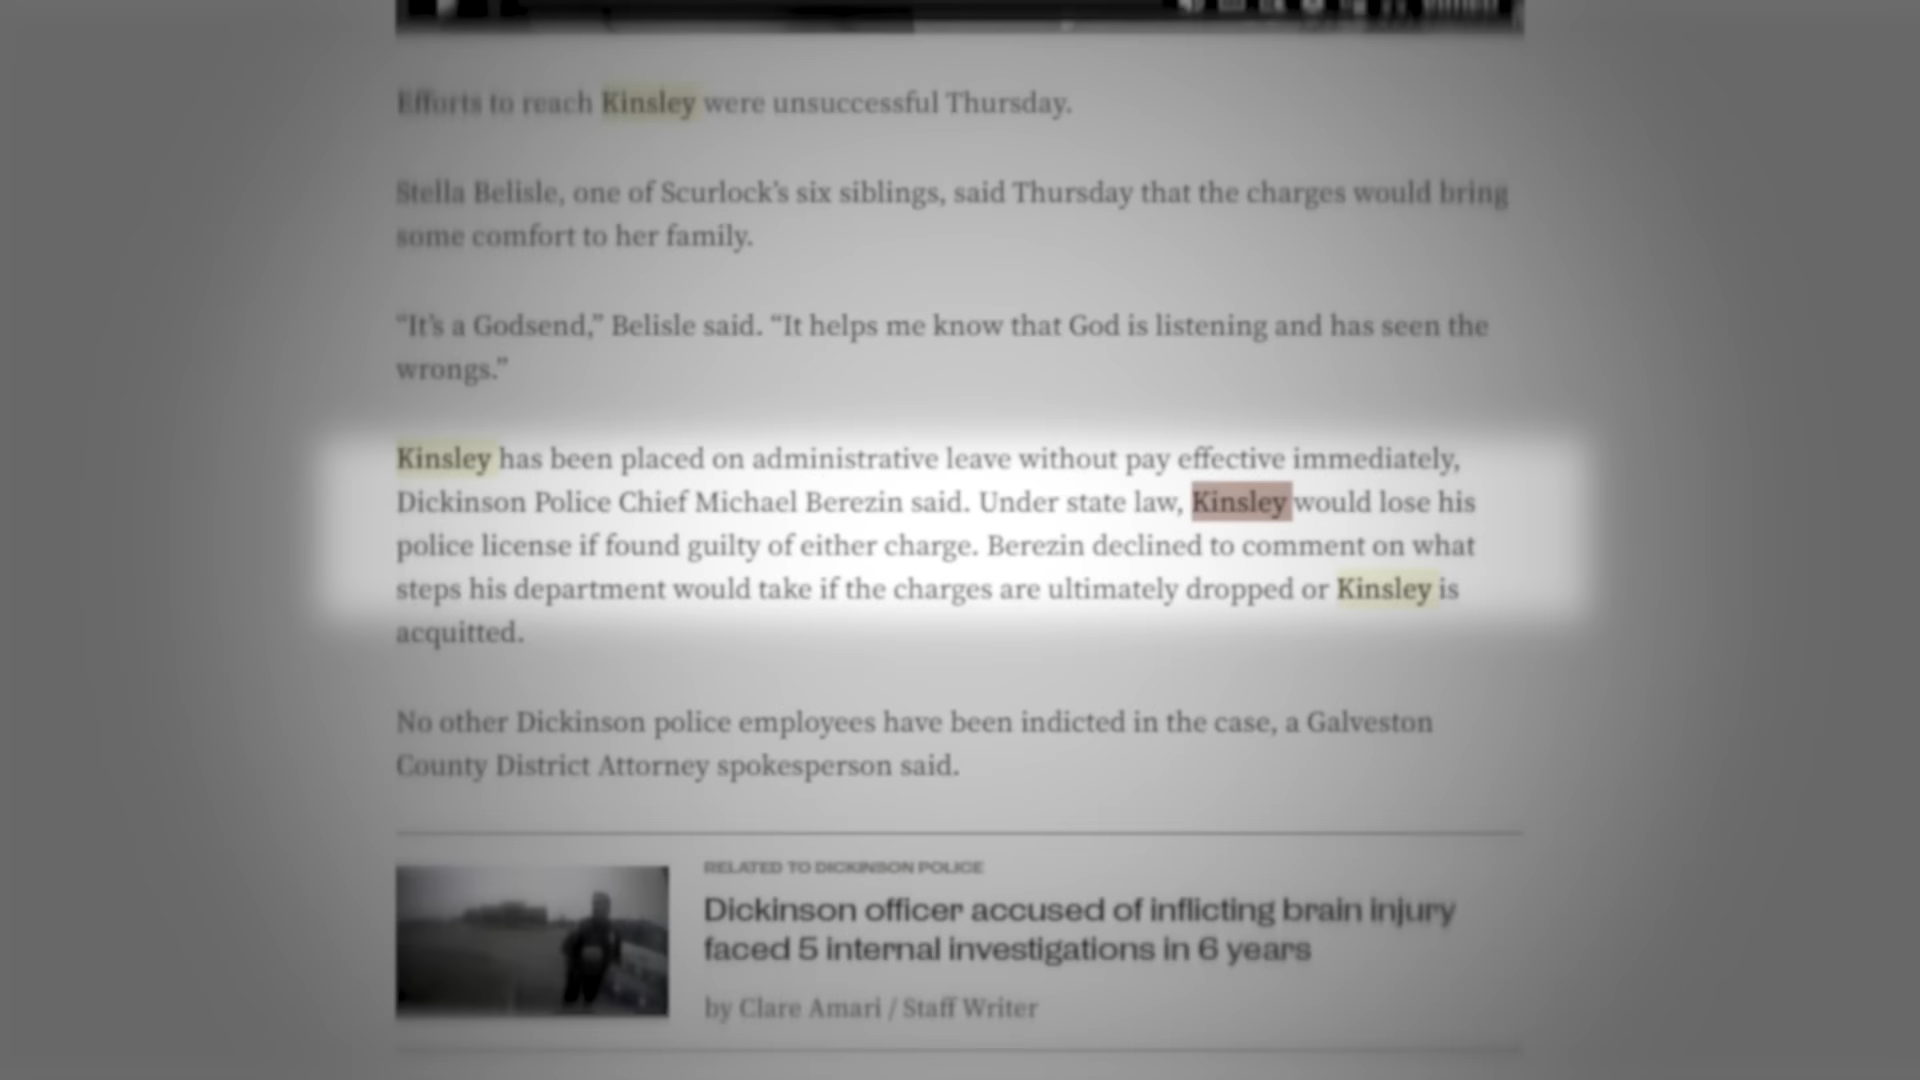 Efforts to reach Kinsley were unsuccessful Thursday.
Stella Belisle, one of Scurlock’s six siblings, said Thursday that the charges would bring
some comfort to her family.
“It’s a Godsend,” Belisle said. “It helps me know that God is listening and has seen the
wrongs.”
Kinsley has been placed on administrative leave without pay effective immediately,
Dickinson Police Chief Michael Berezin said. Under state law, Kinsley would lose his
police license if found guilty of either charge. Berezin declined to comment on what
steps his department would take if the charges are ultimately dropped or Kinsley is
acquitted.
No other Dickinson police employees have been indicted in the case, a Galveston
County District Attorney spokesperson said.
RELATED TO DICKINSON POLICE
Dickinson officer accused of inflicting brain injury
faced 5 internal investigations in 6 years
by Clare Amari / Staff Writer